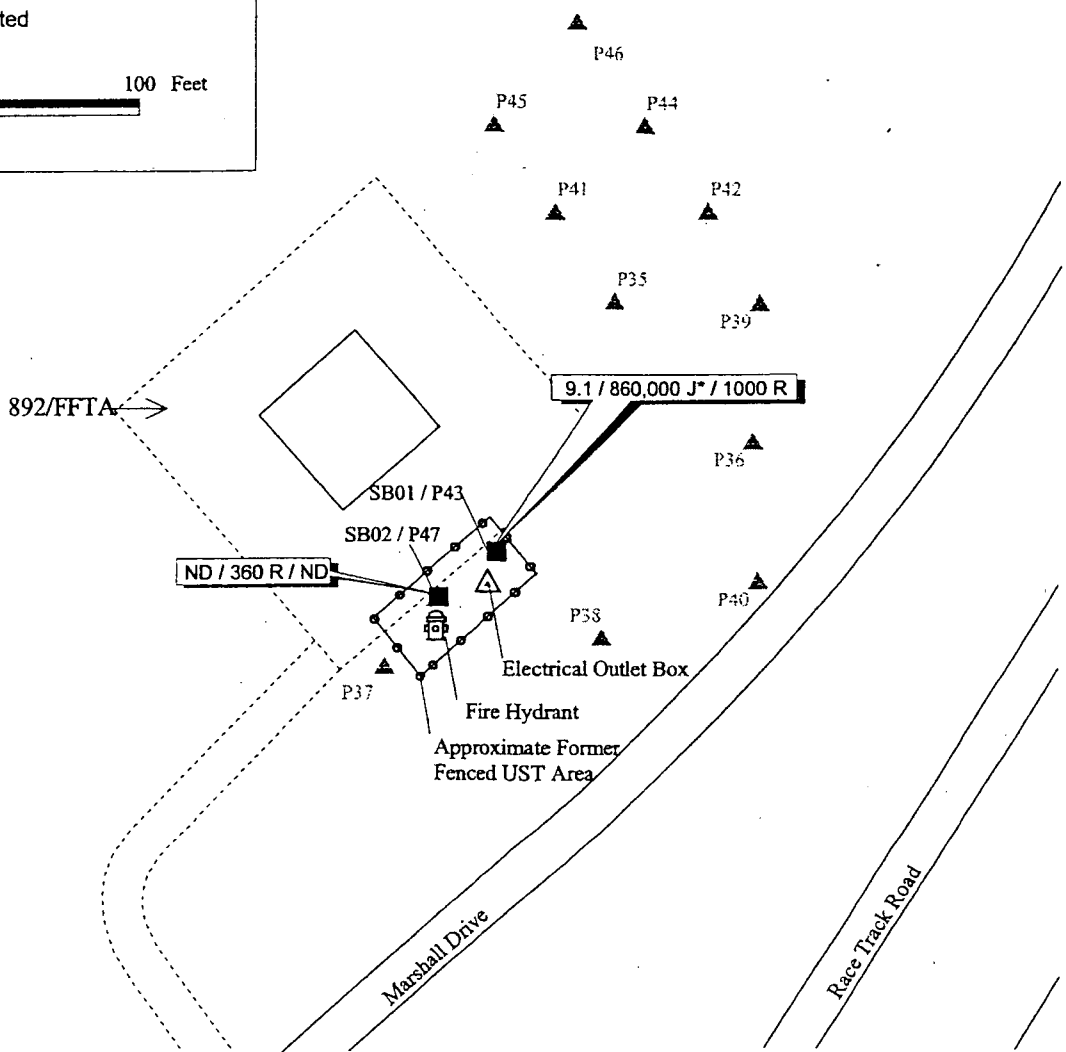 ted
100 Feet
P46
P45
P44
P41
P42
P35
P39
9.1 / 860,000 J* / 1000 R
892/FFTA
P36
SB01 / P43
SB02 / P47
ND / 360 R / ND
P40
P38
Electrical Outlet Box
P37
Fire Hydrant
Approximate Former
Fenced UST Area
Marshall Drive
Race Track Road